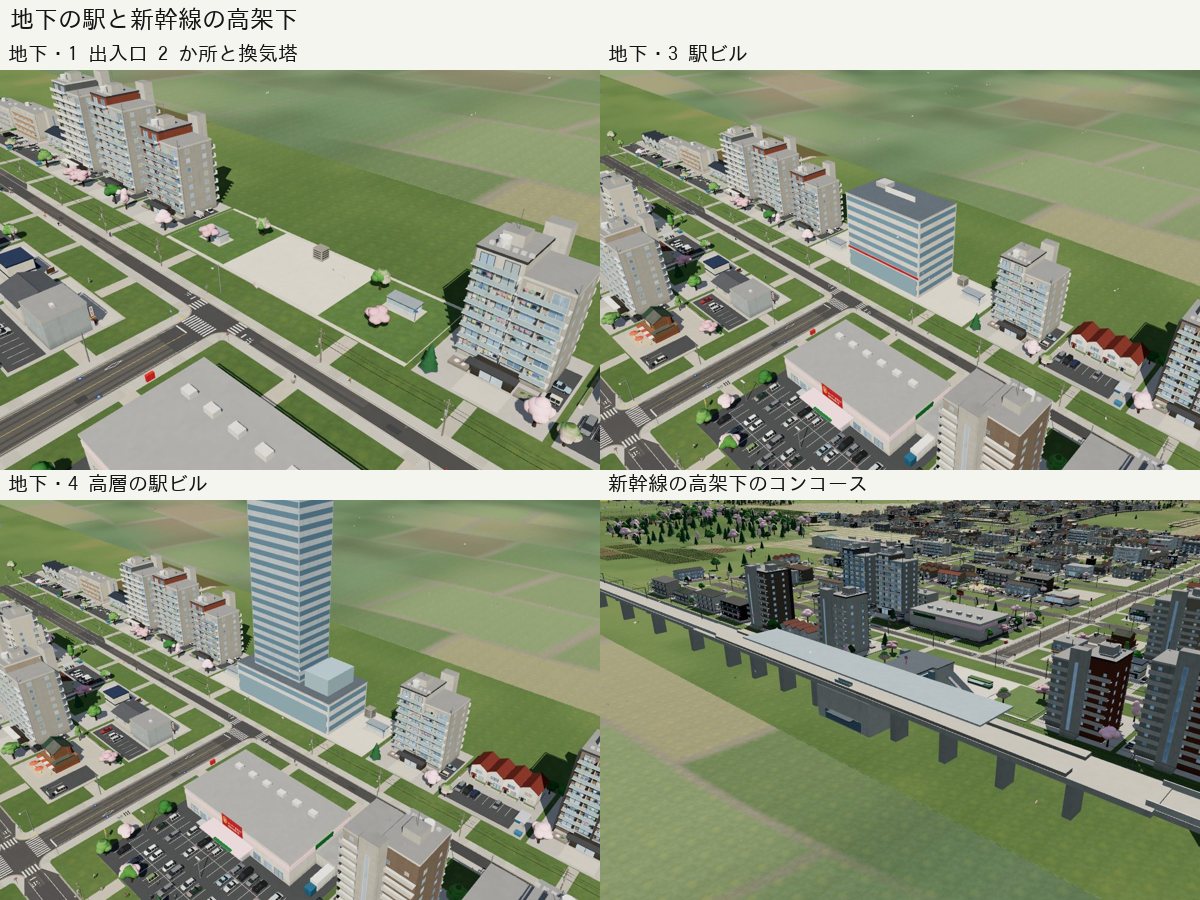 地下の駅と新幹線の高架下
地下・1 出入口 2 か所と換気塔
地下・3 駅ビル
地下・4 高層の駅ビル
新幹線の高架下のコンコース